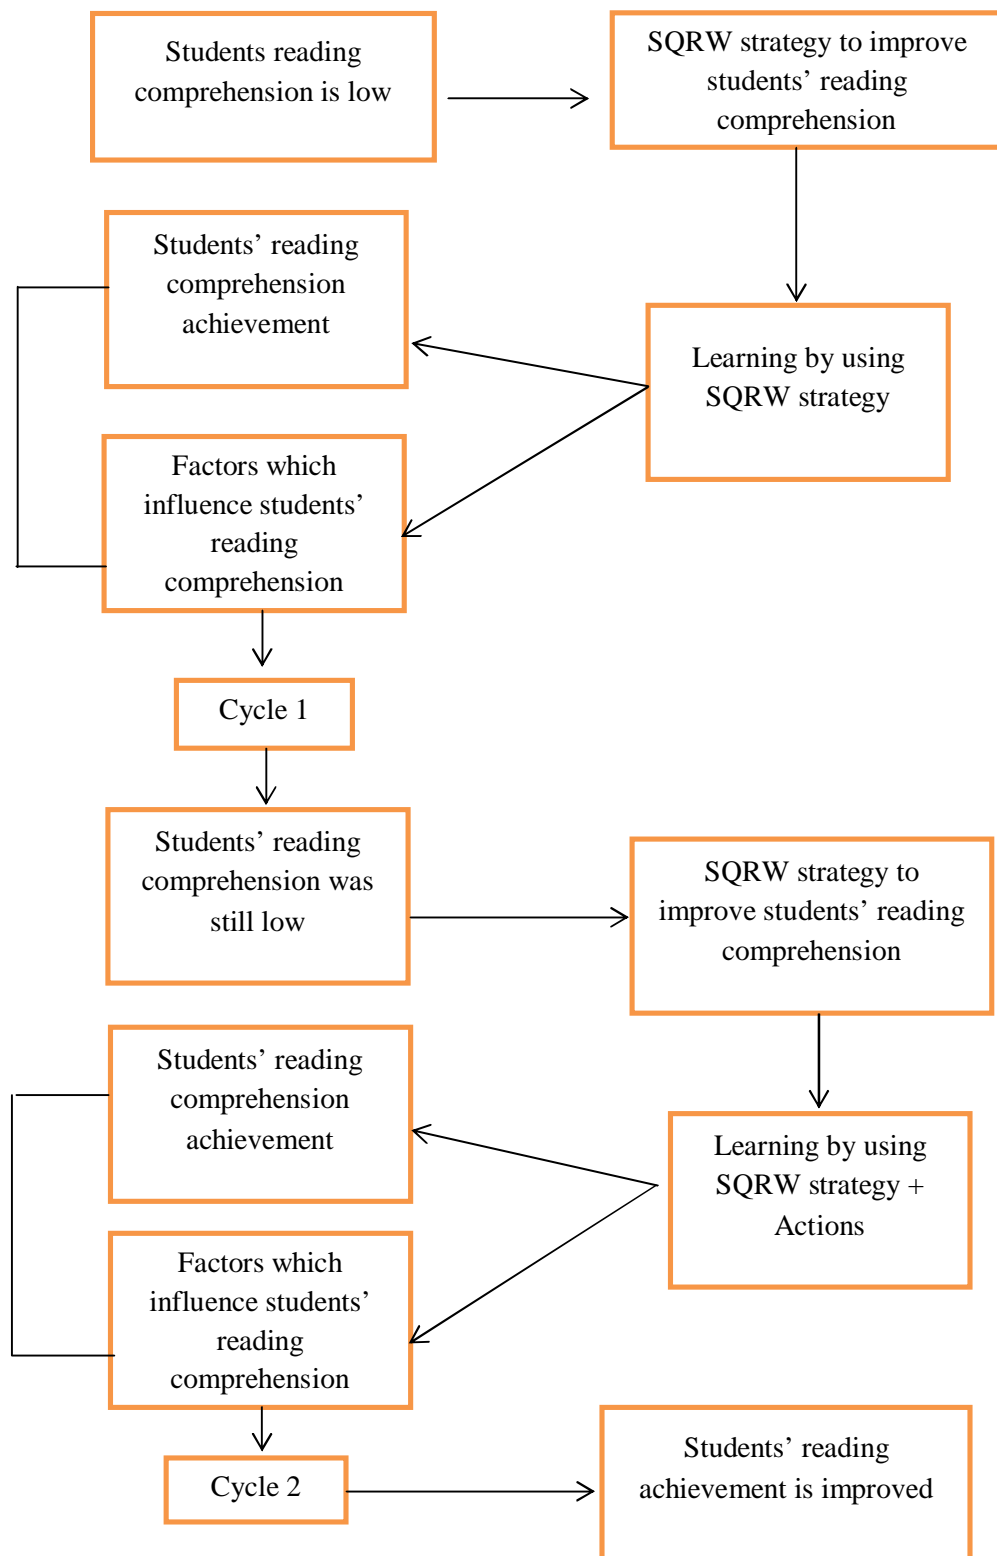 Students reading
comprehension is low
SQRW strategy to improve
students’ reading
comprehension
Students’ reading
comprehension
achievement
Learning by using
SQRW strategy
Factors which
influence students’
reading
comprehension
Cycle 1
Students’ reading
comprehension was
still low
SQRW strategy to
improve students’ reading
comprehension
Students’ reading
comprehension
achievement
Learning by using
SQRW strategy +
Actions
Factors which
influence students’
reading
comprehension
Cycle 2
Students’ reading
achievement is improved